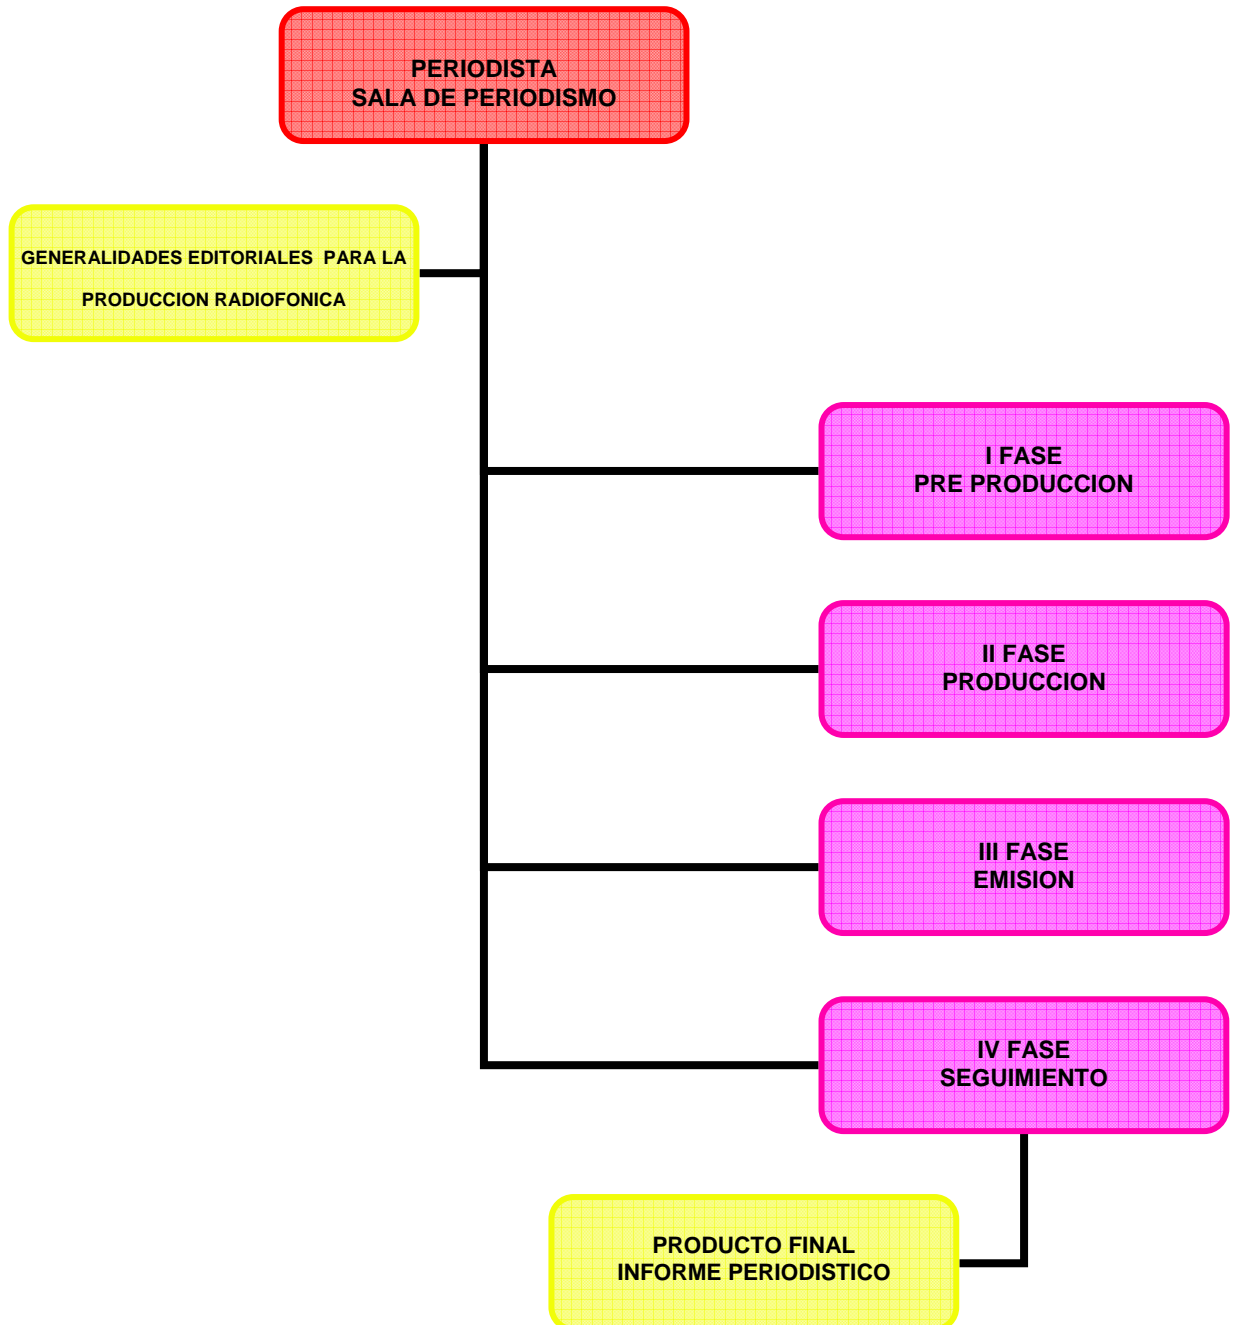 PERIODISTA
SALA DE PERIODISMO
GENERALIDADES EDITORIALES PARA LA
PRODUCCION RADIOFONICA
I FASE
PRE PRODUCCION
II FASE
PRODUCCION
III FASE
EMISION
IV FASE
SEGUIMIENTO
PRODUCTO FINAL
INFORME PERIODISTICO